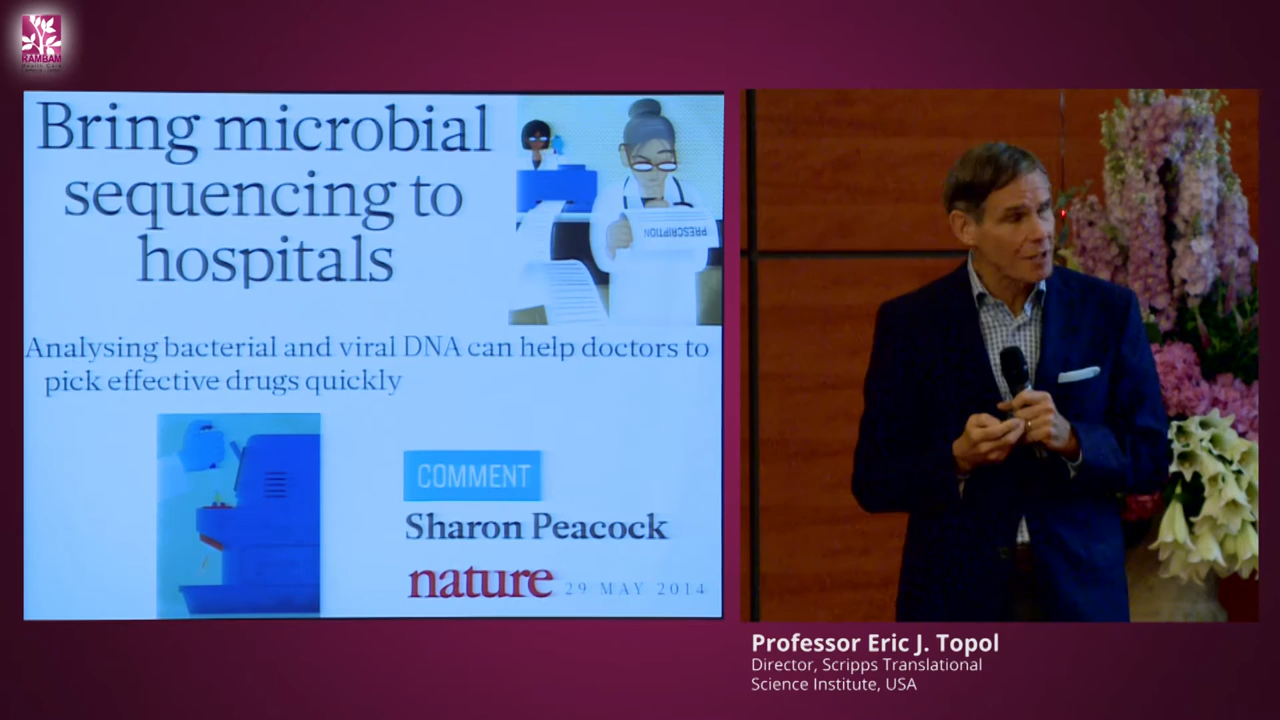 RAMBAM
Bring microbial
sequencing to
hospitals
PRESCRIPTION
Analysing bacterial and viral DNA can help doctors to
pick effective drugs quickly
COMMENT
Sharon Peacock
nature 29 MAY 2014
Professor Eric J. Topol
Director, Scripps Translational
Science Institute, USA